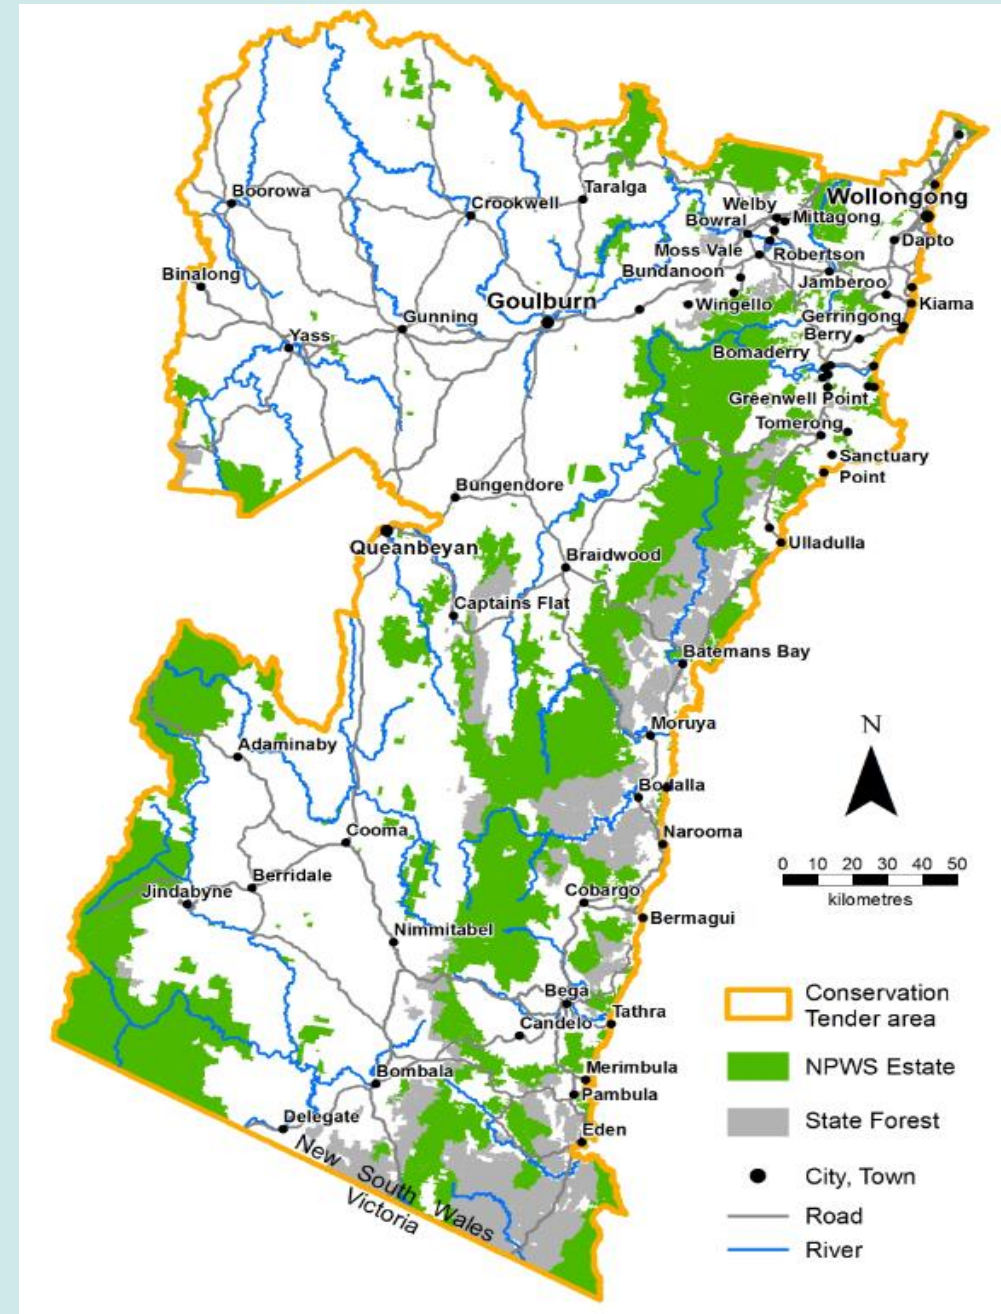 Boorowa
Crookwell
Taralga
Wollongong
Welby
Mittagong
Bowral
Dapto
Moss Vale
Robertson
Binalong
Bundanoon
Jamberoo
Goulburn
Wingello
Kiama
Gunning
Gerringong
Yass
Berry
Bomaderry
Greenwell Point
Tomerong
Sanctuary
Point
Bungendore
Queanbeyan
Braidwood
Ulladulla
Captains Flat
Batemans Bay
Moruya
Adaminaby
Bodalla
Cooma
Narooma
Berridale
Jindabyne
Cobargo
Bermagui
Nimmitabel
Bega
Tathra
Candelo
Bombala
Merimbula
Pambula
Delegate
Eden
New South Wales
Victoria
N
0 10 20 30 40 50
kilometres
Conservation
Tender area
NPWS Estate
State Forest
City, Town
Road
River